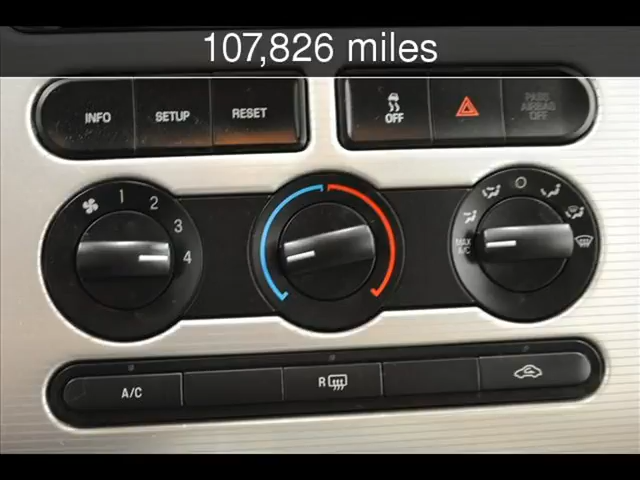 107,826 miles
INFO SETUP RESET OFF PASS AIRBAG OFF
1
2
3
4
MAX A/C
O
A/C
R